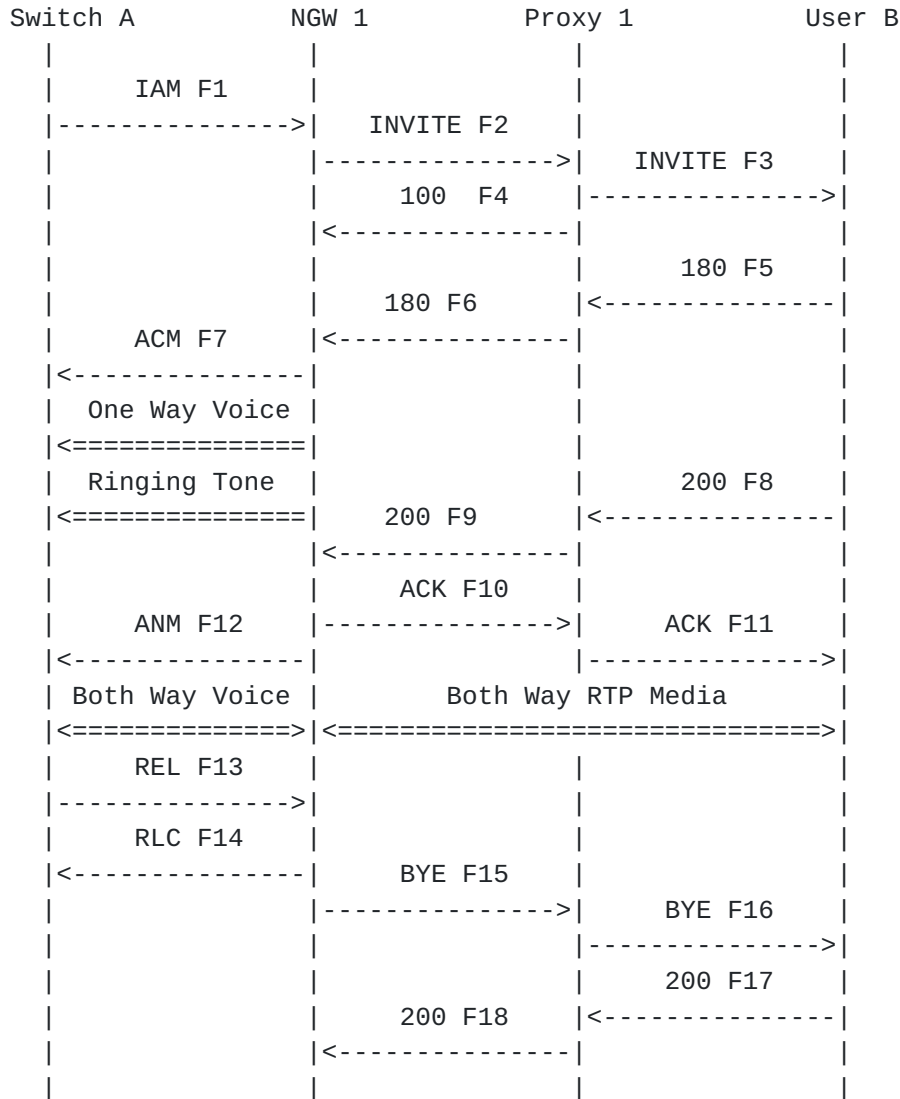 Switch A NGW 1 Proxy 1 User B
IAM F1
INVITE F2
INVITE F3
100 F4
180 F5
180 F6
ACM F7
One Way Voice
Ringing Tone 200 F8
200 F9
ACK F10
ANM F12 ACK F11
Both Way Voice Both Way RTP Media
REL F13
RLC F14
BYE F15
BYE F16
200 F17
200 F18